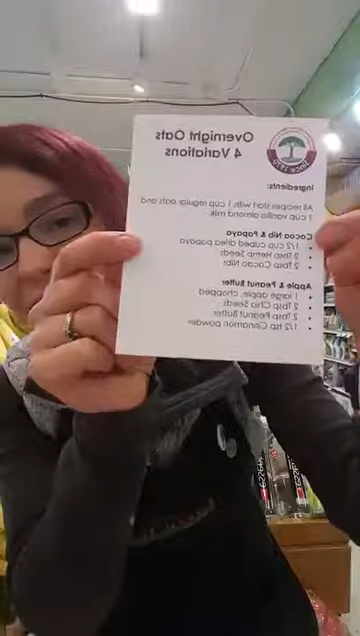 Overnight Oats
4 Variations
SINCE 1970
Ingredients:
All recipes start with 1 cup regular oats and
1 cup vanilla almond milk
Cocoa Nib & Papaya
• 1/2 cup cubed dried papaya
• 2 Tbsp Hemp Seeds
• 2 Tbsp Cocoa Nibs
Apple & Peanut Butter
• 1 large apple, chopped
• 2 Tbsp Chia Seeds
• 2 Tbsp Peanut Butter
• 1/2 tsp Cinnamon powder